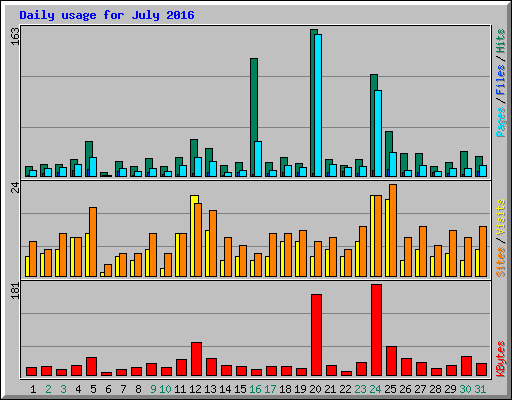 Daily usage for July 2016
163
Pages / Files / Hits
24
Sites / Visits
181
KBytes
1 2 3 4 5 6 7 8 9 10 11 12 13 14 15 16 17 18 19 20 21 22 23 24 25 26 27 28 29 30 31